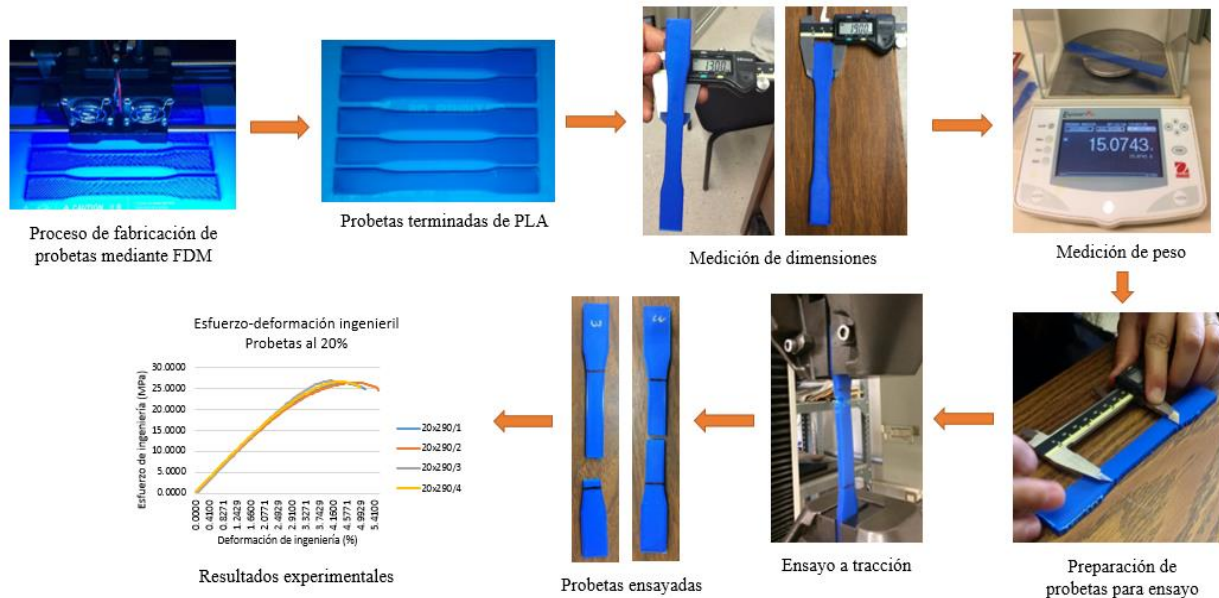 1300
1900
15.0743
Proceso de fabricación de
probetas mediante FDM
Probetas terminadas de PLA
Medición de dimensiones
Medición de peso
Preparación de
probetas para ensayo
Ensayo a tracción
Probetas ensayadas
Esfuerzo-deformación ingenieril
Probetas al 20%
Esfuerzo de ingeniería (MPa)
30.0000
25.0000
20.0000
15.0000
10.0000
5.0000
0.0000
0.0000
0.4100
0.8271
1.2429
1.6600
2.0771
2.4929
2.9100
3.3271
3.7429
4.1600
4.5771
4.9929
5.4100
Deformación de ingeniería (%)
20x290/1
20x290/2
20x290/3
20x290/4
Resultados experimentales